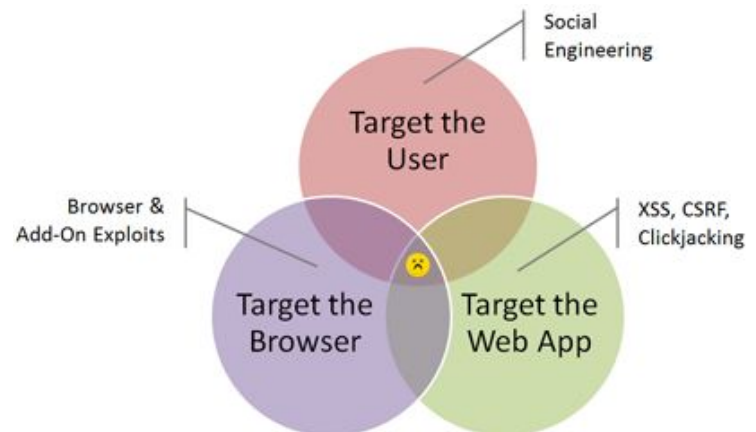 Social
Engineering
Target the
User
Browser &
Add-On Exploits
XSS, CSRF,
Clickjacking
Target the
Browser
Target the
Web App